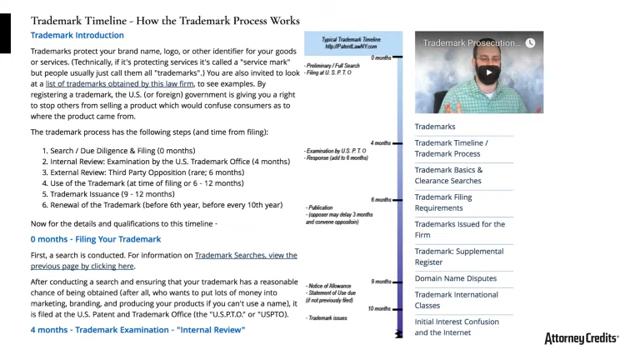 Trademark Timeline - How the Trademark Process Works
Trademark Introduction
Trademarks protect your brand name, logo, or other identifier for your goods
or services. (Technically, if it's protecting services it's called a "service mark"
but people usually just call them all "trademarks".) You are also invited to look
at a list of trademarks obtained by this law firm, to see examples. By
registering a trademark, the U.S. (or foreign) government is giving you a right
to stop others from selling a product which would confuse consumers as to
where the product came from.
The trademark process has the following steps (and time from filing):
1. Search / Due Diligence & Filing (0 months)
2. Internal Review: Examination by the U.S. Trademark Office (4 months)
3. External Review: Third Party Opposition (rare; 6 months)
4. Use of the Trademark (at time of filing or 6 - 12 months)
5. Trademark Issuance (9 - 12 months)
6. Renewal of the Trademark (before 6th year, before every 10th year)
Now for the details and qualifications to this timeline -
0 months - Filing Your Trademark
First, a search is conducted. For information on Trademark Searches, view the
previous page by clicking here.
After conducting a search and ensuring that your trademark has a reasonable
chance of being obtained (after all, who wants to put lots of money into
marketing, branding, and producing your products if you can't use a name), it
is filed at the U.S. Patent and Trademark Office (the "U.S.P.T.O." or "USPTO).
4 months - Trademark Examination - "Internal Review"
Typical Trademark Timeline
http://PatentLawNY.com
0 months
- Preliminary / Full Search
- Filing at U.S. P.T.O
4 months
- Examination by U.S. P.T.O
- Response (add to 6 months)
6 months
- Publication
- (opposer may delay 3 months
and convene opposition)
9 months
- Notice of Allowance
- Statement of Use due
(if not previously filed)
10 months
- Trademark issues
Trademark Prosecution...
Trademarks
Trademark Timeline /
Trademark Process
Trademark Basics &
Clearance Searches
Trademark Filing
Requirements
Trademarks Issued for the
Firm
Trademark: Supplemental
Register
Domain Name Disputes
Trademark International
Classes
Initial Interest Confusion
and the Internet
AttorneyCredits®